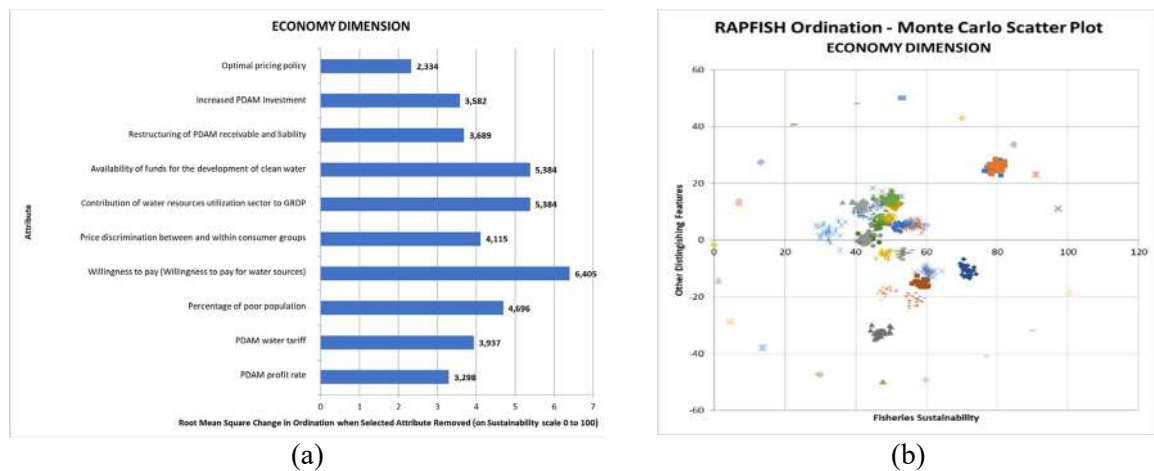 ECONOMY DIMENSION
Attribute
Optimal pricing policy 2,334
Increased PDAM Investment 3,582
Restructuring of PDAM receivable and liability 3,689
Availability of funds for the development of clean water 5,384
Contribution of water resources utilization sector to GRDP 5,384
Price discrimination between and within consumer groups 4,115
Willingness to pay (Willingness to pay for water sources) 6,405
Percentage of poor population 4,696
PDAM water tariff 3,937
PDAM profit rate 3,298
0 1 2 3 4 5 6 7
Root Mean Square Change in Ordination when Selected Attribute Removed (on Sustainability scale 0 to 100)
(a)
RAPFISH Ordination - Monte Carlo Scatter Plot
ECONOMY DIMENSION
Other Distingishing Features
60
40
20
0
-20
-40
-60
0 20 40 60 80 100 120
Fisheries Sustainability
(b)